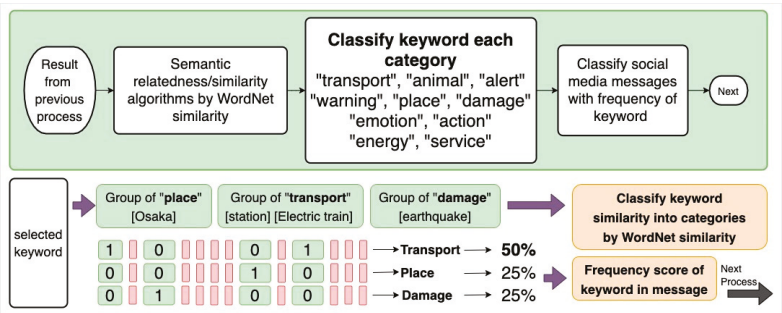 Result
from
previous
process
Semantic
relatedness/similarity
algorithms by WordNet
similarity
Classify keyword each
category
"transport", "animal", "alert"
"warning", "place", "damage"
"emotion", "action"
"energy", "service"
Classify social
media messages
with frequency of
keyword
Next
selected
keyword
Group of "place"
[Osaka]
Group of "transport"
[station] [Electric train]
Group of "damage"
[earthquake]
Classify keyword
similarity into categories
by WordNet similarity
1 0 0 1 Transport 50%
0 0 1 0 Place 25%
0 1 0 0 Damage 25%
Frequency score of
keyword in message
Next
Process